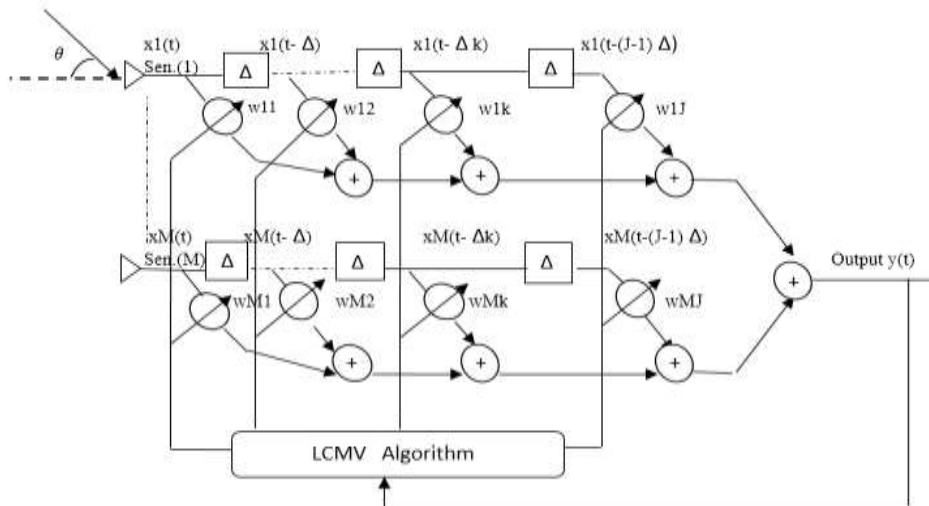 x1(t) x1(t- Δ) x1(t- Δ k) x1(t-(J-1) Δ)
θ
Sen.(1) Δ Δ Δ
w11 w12 w1k w1J
+ + +
xM(t) xM(t- Δ) xM(t- Δk) xM(t-(J-1) Δ)
Sen.(M) Δ Δ Δ
Output y(t)
+
wM1 wM2 wMk wMJ
+ + +
LCMV Algorithm